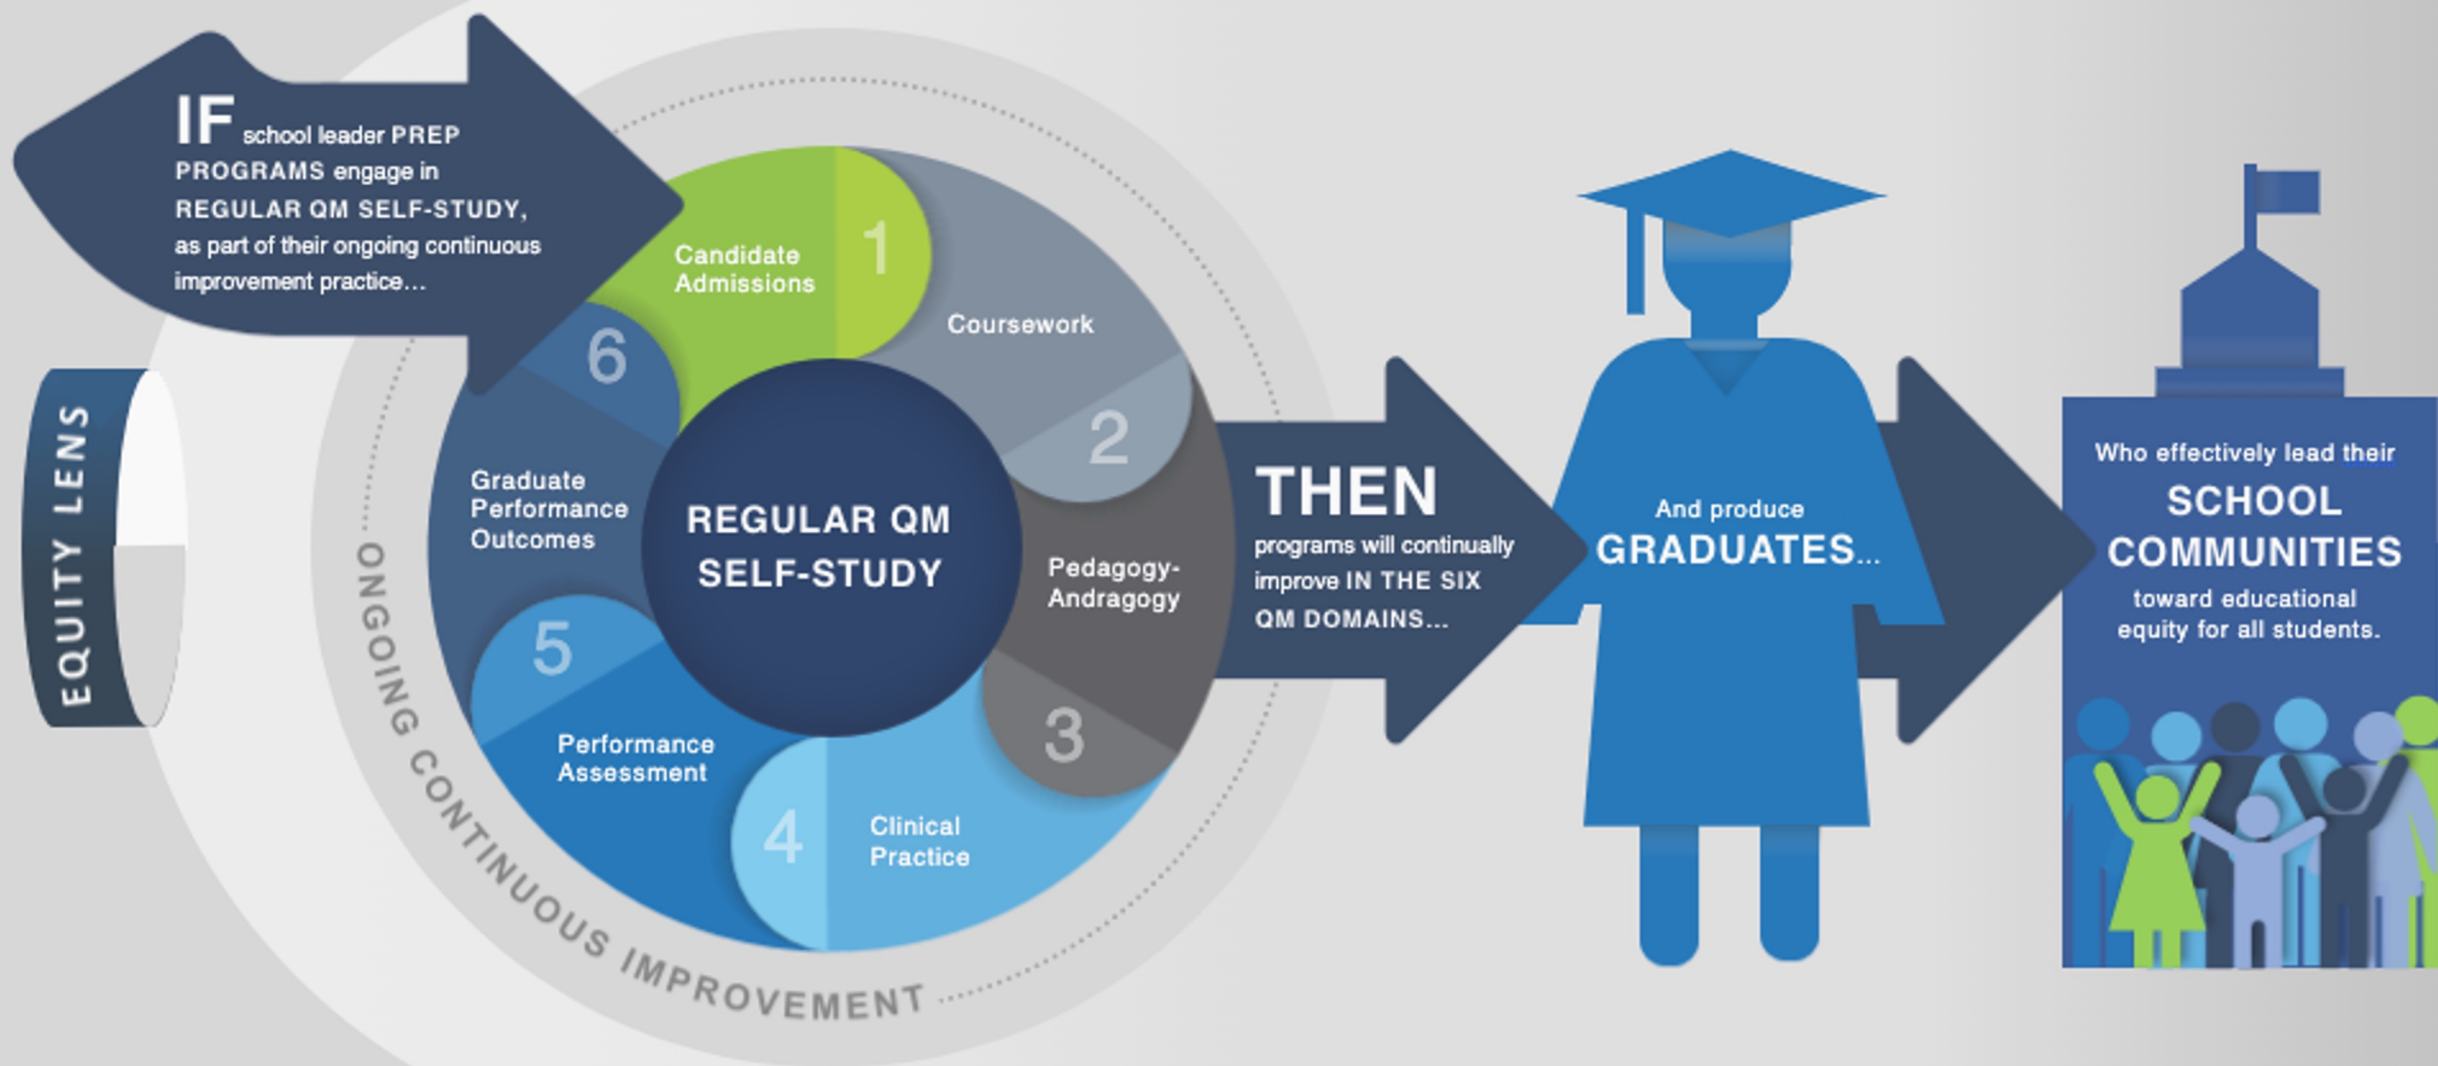 IF school leader PREP
PROGRAMS engage in
REGULAR QM SELF-STUDY,
as part of their ongoing continuous
improvement practice...
EQUITY LENS
ONGOING CONTINUOUS IMPROVEMENT
REGULAR QM
SELF-STUDY
Candidate
Admissions
1
Coursework
2
Pedagogy-
Andragogy
3
Clinical
Practice
4
Performance
Assessment
5
Graduate
Performance
Outcomes
6
THEN
programs will continually
improve IN THE SIX
QM DOMAINS...
And produce
GRADUATES...
Who effectively lead their
SCHOOL
COMMUNITIES
toward educational
equity for all students.